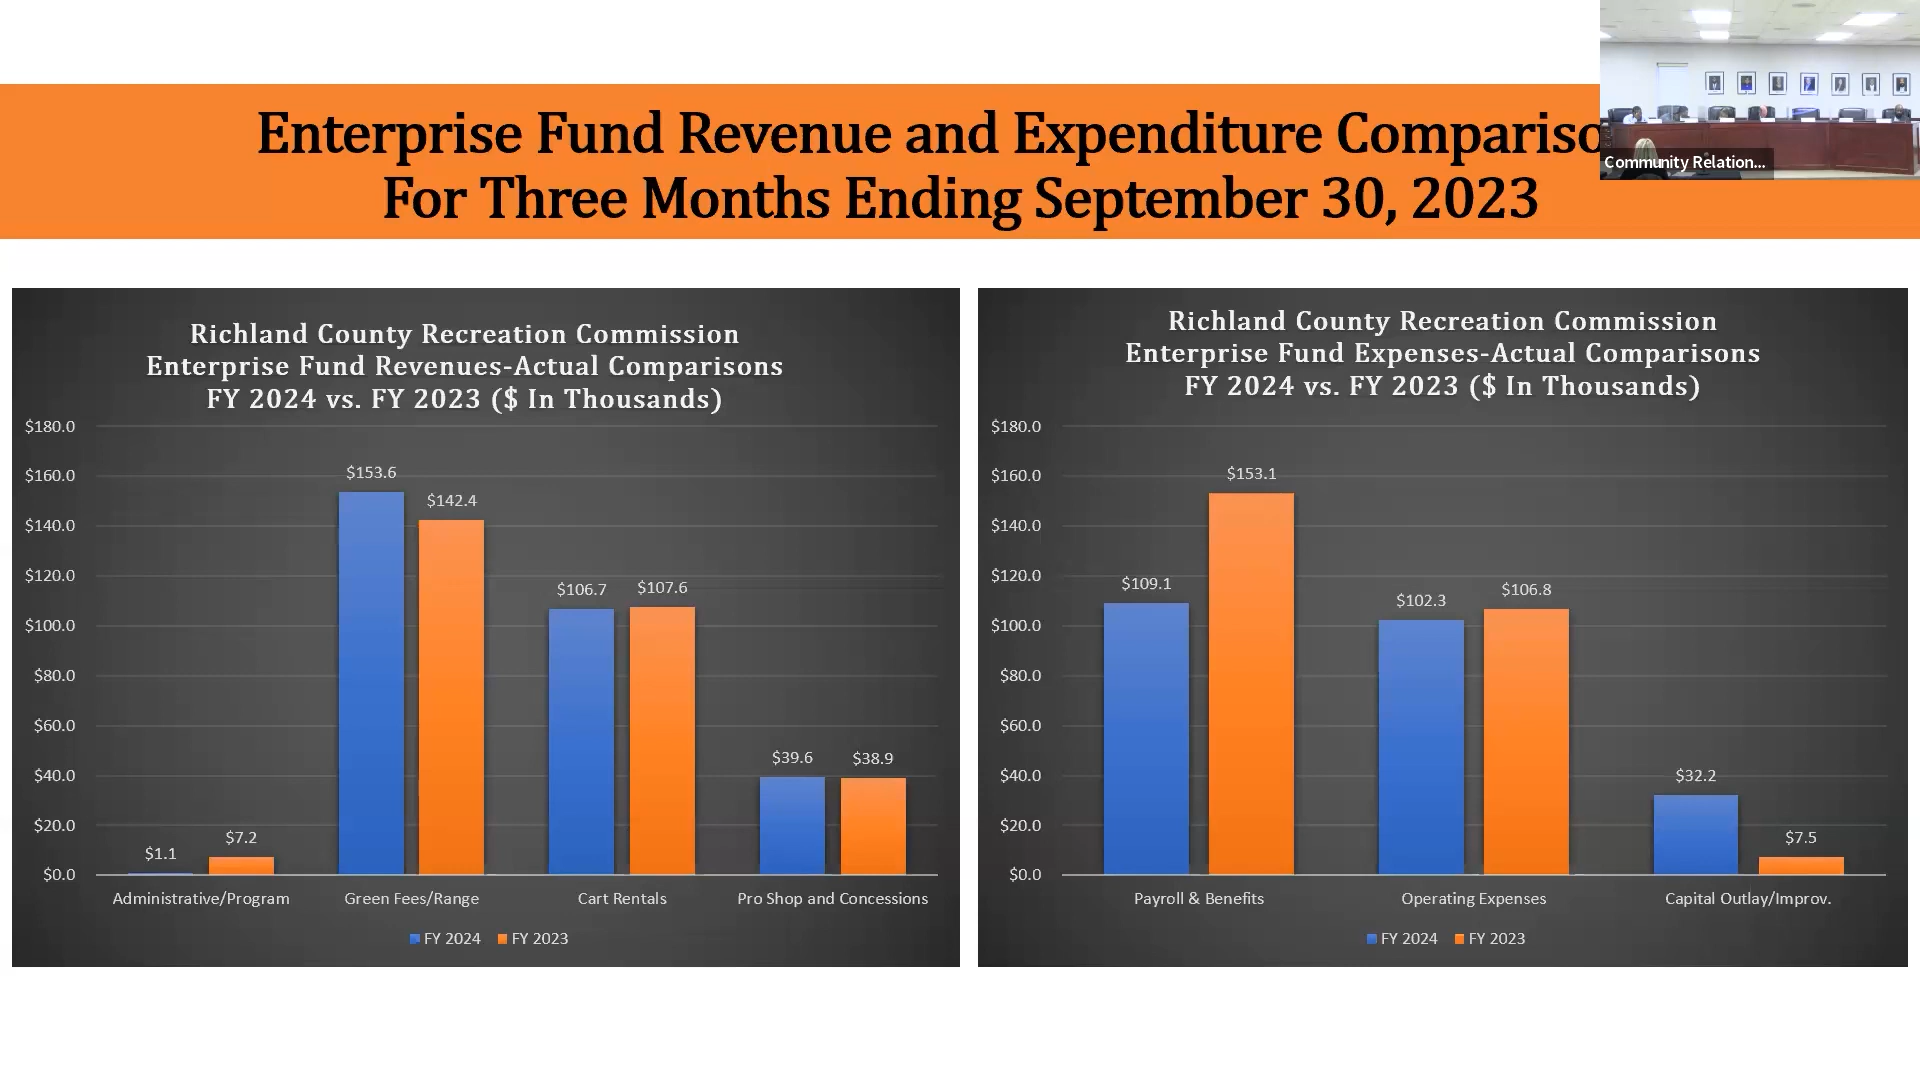 Enterprise Fund Revenue and Expenditure Compariso
For Three Months Ending September 30, 2023
Community Relation...
Richland County Recreation Commission
Enterprise Fund Revenues-Actual Comparisons
FY 2024 vs. FY 2023 ($ In Thousands)
$180.0
$160.0
$140.0
$120.0
$100.0
$80.0
$60.0
$40.0
$20.0
$0.0
$1.1
$7.2
$153.6
$142.4
$106.7
$107.6
$39.6
$38.9
Administrative/Program
Green Fees/Range
Cart Rentals
Pro Shop and Concessions
FY 2024
FY 2023
Richland County Recreation Commission
Enterprise Fund Expenses-Actual Comparisons
FY 2024 vs. FY 2023 ($ In Thousands)
$180.0
$160.0
$140.0
$120.0
$100.0
$80.0
$60.0
$40.0
$20.0
$0.0
$109.1
$153.1
$102.3
$106.8
$32.2
$7.5
Payroll & Benefits
Operating Expenses
Capital Outlay/Improv.
FY 2024
FY 2023